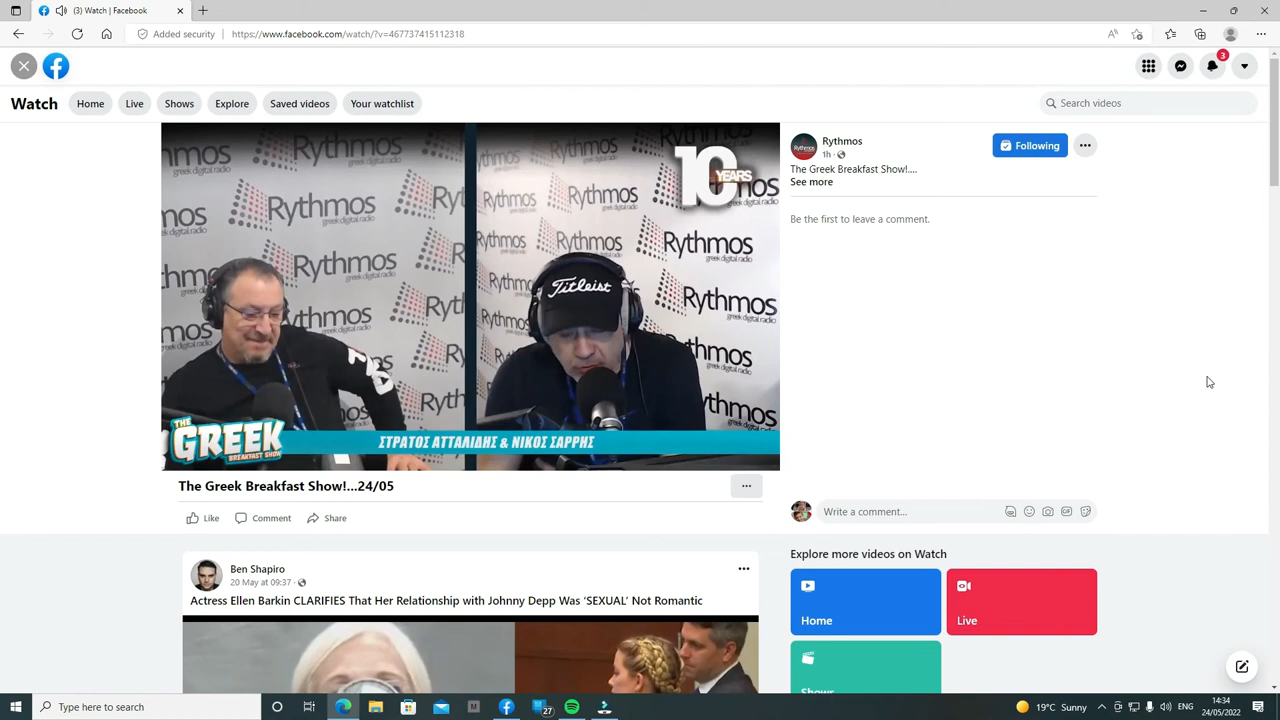 (3) Watch | Facebook
Added security
https://www.facebook.com/watch/?v=467737415112318
3
Watch
Home
Live
Shows
Explore
Saved videos
Your watchlist
Search videos
Rythmos
greek digital radio
10 YEARS
Titleist
THE GREEK BREAKFAST SHOW
ΣΤΡΑΤΟΣ ΑΤΤΑΛΙΔΗΣ & ΝΙΚΟΣ ΣΑΡΡΗΣ
Rythmos
1h ·
Following
The Greek Breakfast Show!....
See more
Be the first to leave a comment.
The Greek Breakfast Show!...24/05
Like
Comment
Share
Write a comment...
GIF
Ben Shapiro
20 May at 09:37 ·
Actress Ellen Barkin CLARIFIES That Her Relationship with Johnny Depp Was ‘SEXUAL’ Not Romantic
Explore more videos on Watch
Home
Live
Shows
Type here to search
27
19°C Sunny
ENG
14:34
24/05/2022